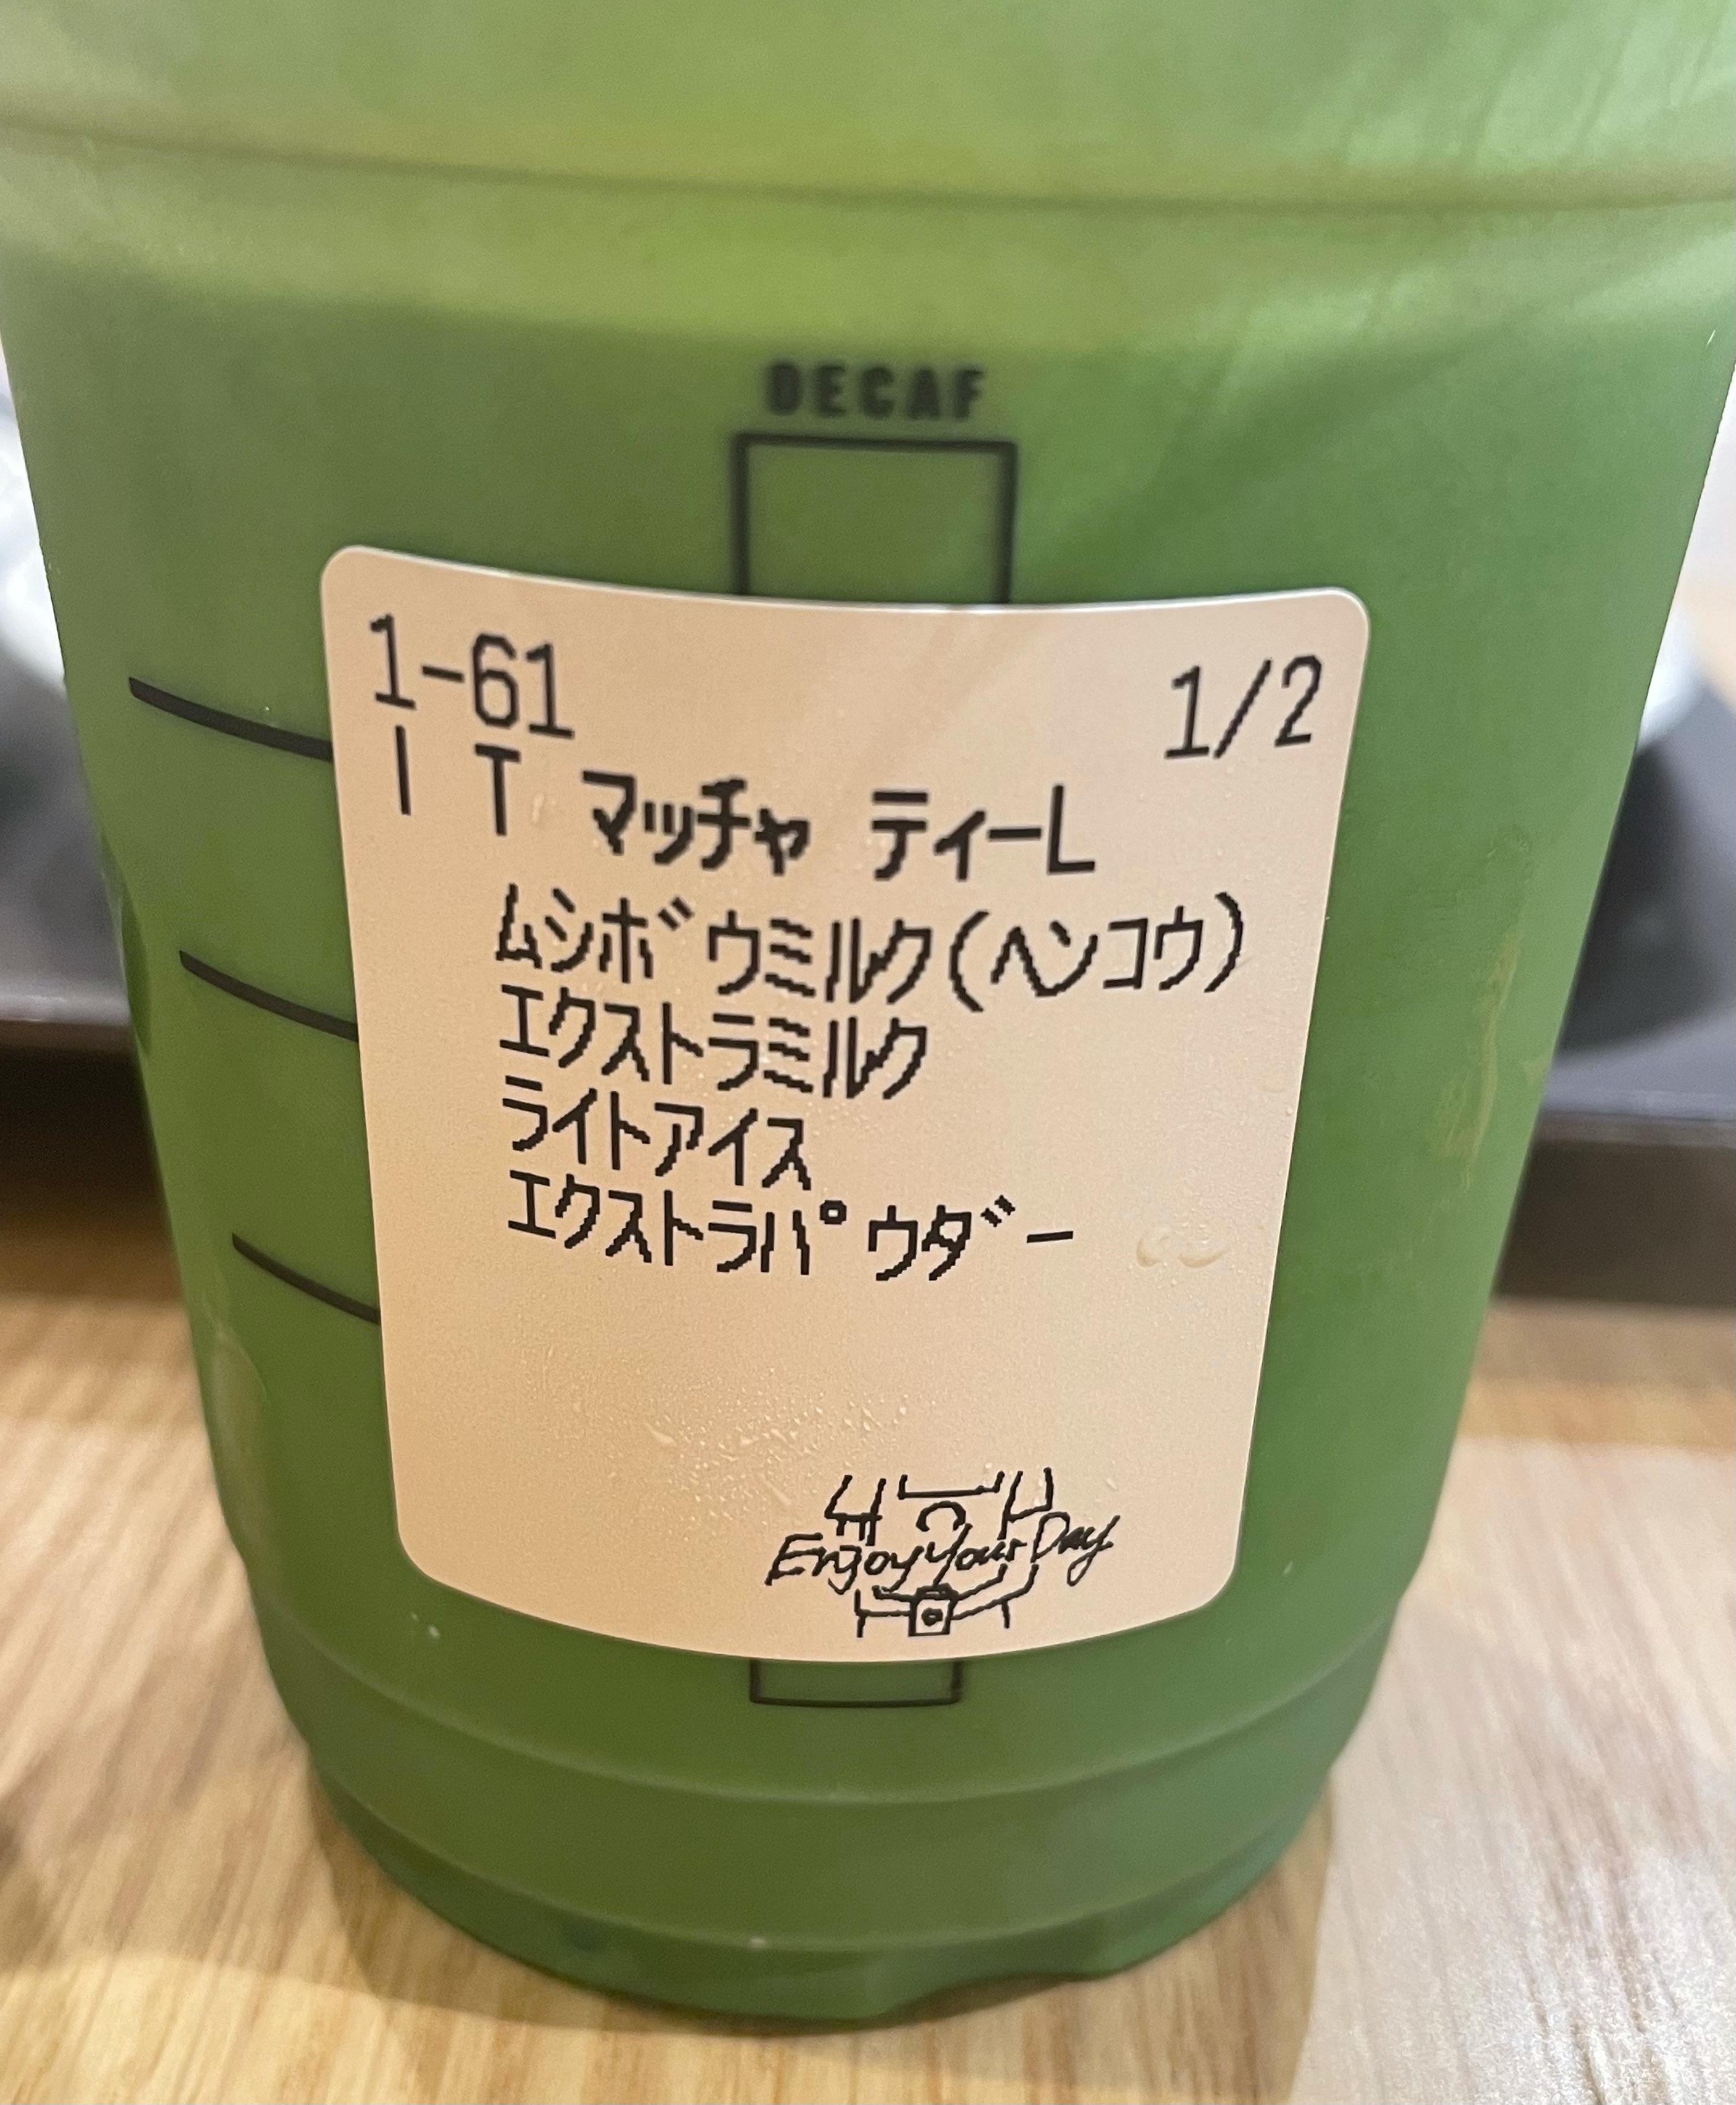 DECAF
1-61 1/2
I T マッチャ ティーL
ムシボウミルク(ヘンコウ)
エクストラミルク
ライトアイス
エクストラパウダー
Enjoy Your Day